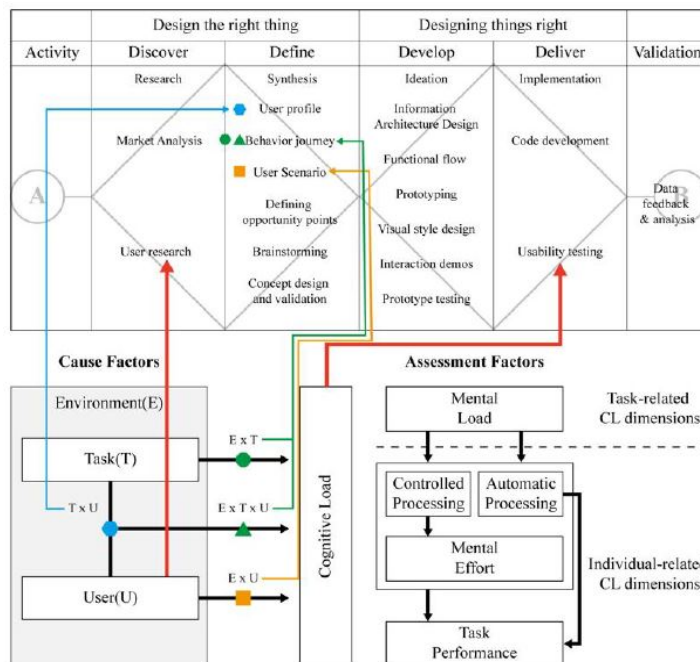 Design the right thing
Designing things right
Activity
Discover
Define
Develop
Deliver
Validation
Research
Market Analysis
User research
Synthesis
User profile
Behavior journey
User Scenario
Defining
opportunity points
Brainstorming
Concept design
and validation
Ideation
Information
Architecture Design
Functional flow
Prototyping
Visual style design
Interaction demos
Prototype testing
Implementation
Code development
Usability testing
A
B
Data
feedback
& analysis
Cause Factors
Assessment Factors
Environment(E)
Task(T)
T x U
User(U)
E x T
E x T x U
E x U
Cognitive Load
Mental
Load
Task-related
CL dimensions
Controlled
Processing
Automatic
Processing
Mental
Effort
Individual-related
CL dimensions
Task
Performance